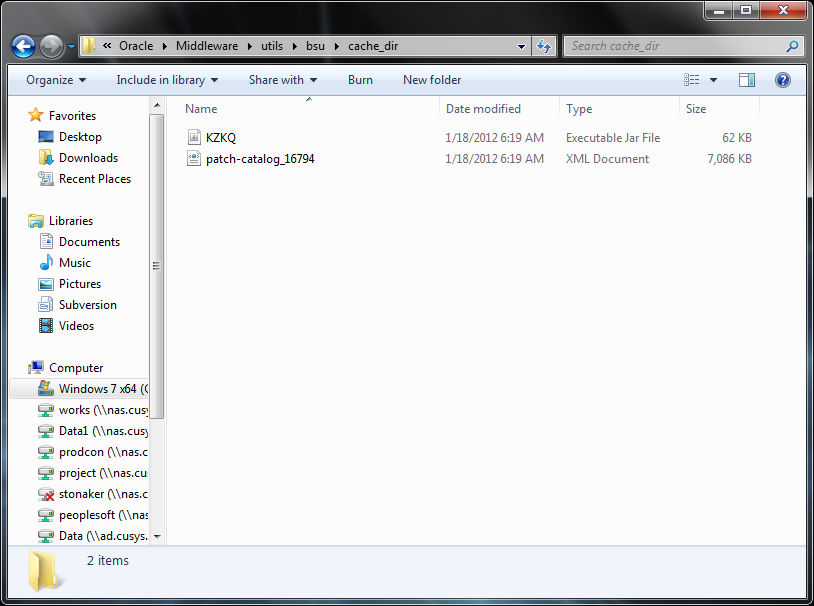 « Oracle Middleware utils bsu cache_dir
Search cache_dir
Organize Include in library Share with Burn New folder
Name Date modified Type Size
KZKQ 1/18/2012 6:19 AM Executable Jar File 62 KB
patch-catalog_16794 1/18/2012 6:19 AM XML Document 7,086 KB
Favorites
Desktop
Downloads
Recent Places
Libraries
Documents
Music
Pictures
Subversion
Videos
Computer
Windows 7 x64 (C
works (\\nas.cusy
Data1 (\\nas.cusy
prodcon (\\nas.c
project (\\nas.cu
stonaker (\\nas.c
peoplesoft (\\nas
Data (\\ad.cusys.
2 items